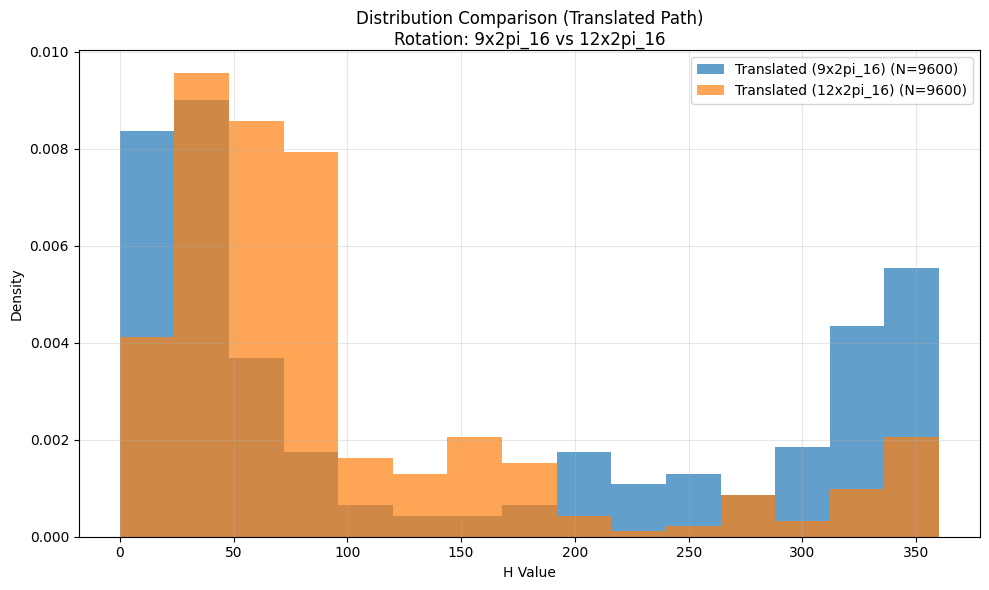 Distribution Comparison (Translated Path)
Rotation: 9x2pi_16 vs 12x2pi_16
Translated (9x2pi_16) (N=9600)
Translated (12x2pi_16) (N=9600)
Density
0.010
0.008
0.006
0.004
0.002
0.000
0 50 100 150 200 250 300 350
H Value